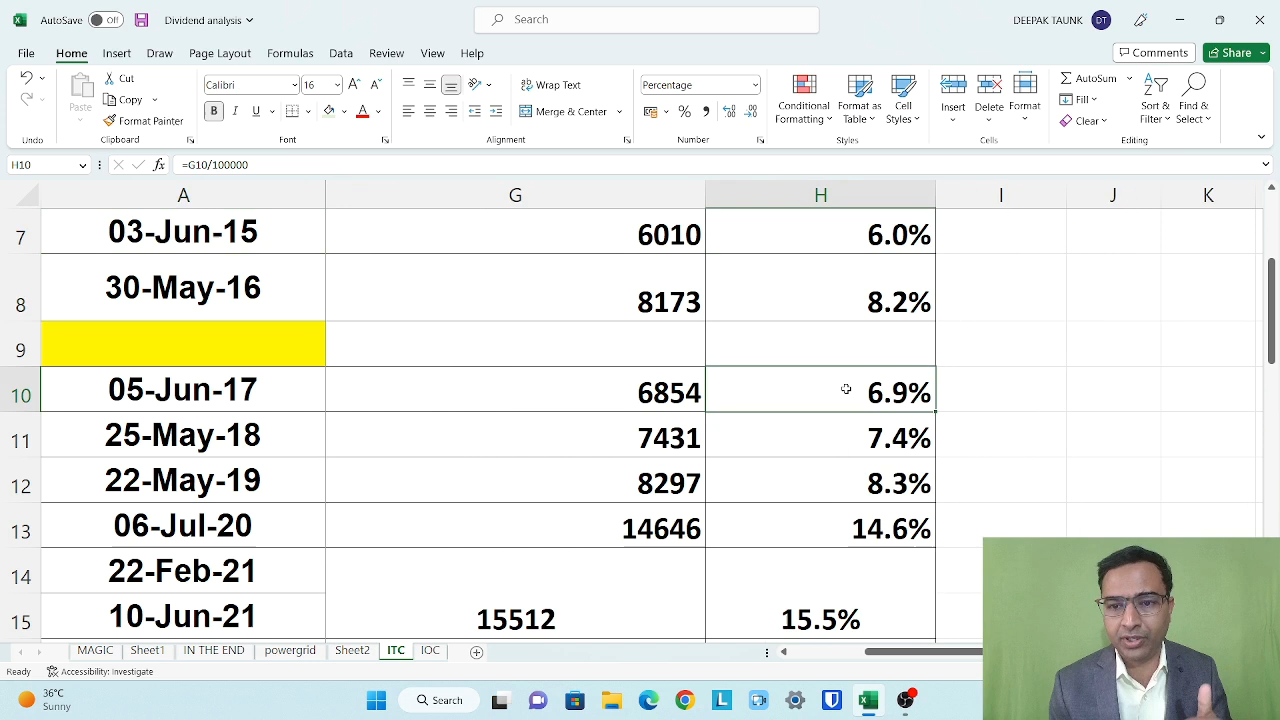 AutoSave Off Dividend analysis Search DEEPAK TAUNK DT
File Home Insert Draw Page Layout Formulas Data Review View Help Comments Share
Paste Cut Copy Format Painter
Calibri 16 A A
B I U A
Wrap Text
Merge & Center
Percentage
% ,
Conditional Formatting Format as Table Cell Styles
Insert Delete Format
AutoSum
Fill
Clear
Sort & Filter Find & Select
Undo Clipboard Font Alignment Number Styles Cells Editing
H10 fx =G10/100000
A G H I J K
7 03-Jun-15 6010 6.0%
8 30-May-16 8173 8.2%
9
10 05-Jun-17 6854 6.9%
11 25-May-18 7431 7.4%
12 22-May-19 8297 8.3%
13 06-Jul-20 14646 14.6%
14 22-Feb-21
15 10-Jun-21 15512 15.5%
MAGIC Sheet1 IN THE END powergrid Sheet2 ITC
Ready Accessibility: Investigate
36°C
Sunny
Search